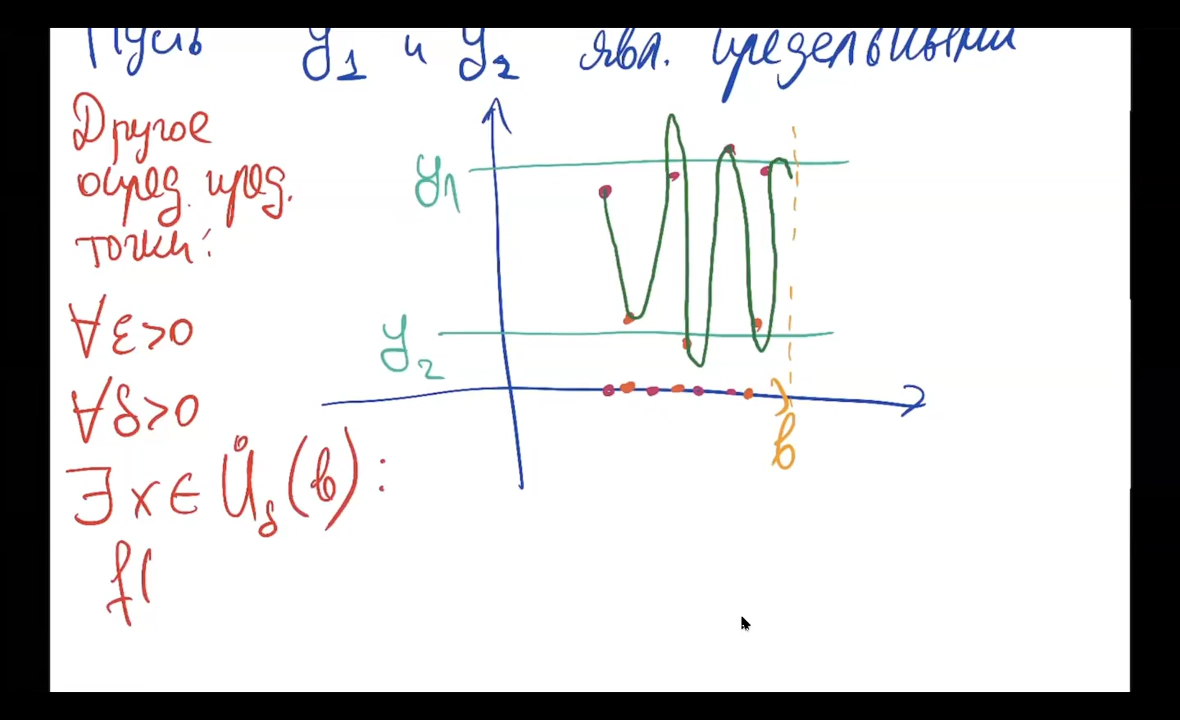 Пусть y₁ и y₂ явл. предельными
Другое
опред. пред.
точки:
∀ε>0
∀δ>0
∃x∈Ů_δ(b):
f(
y₁
y₂
b